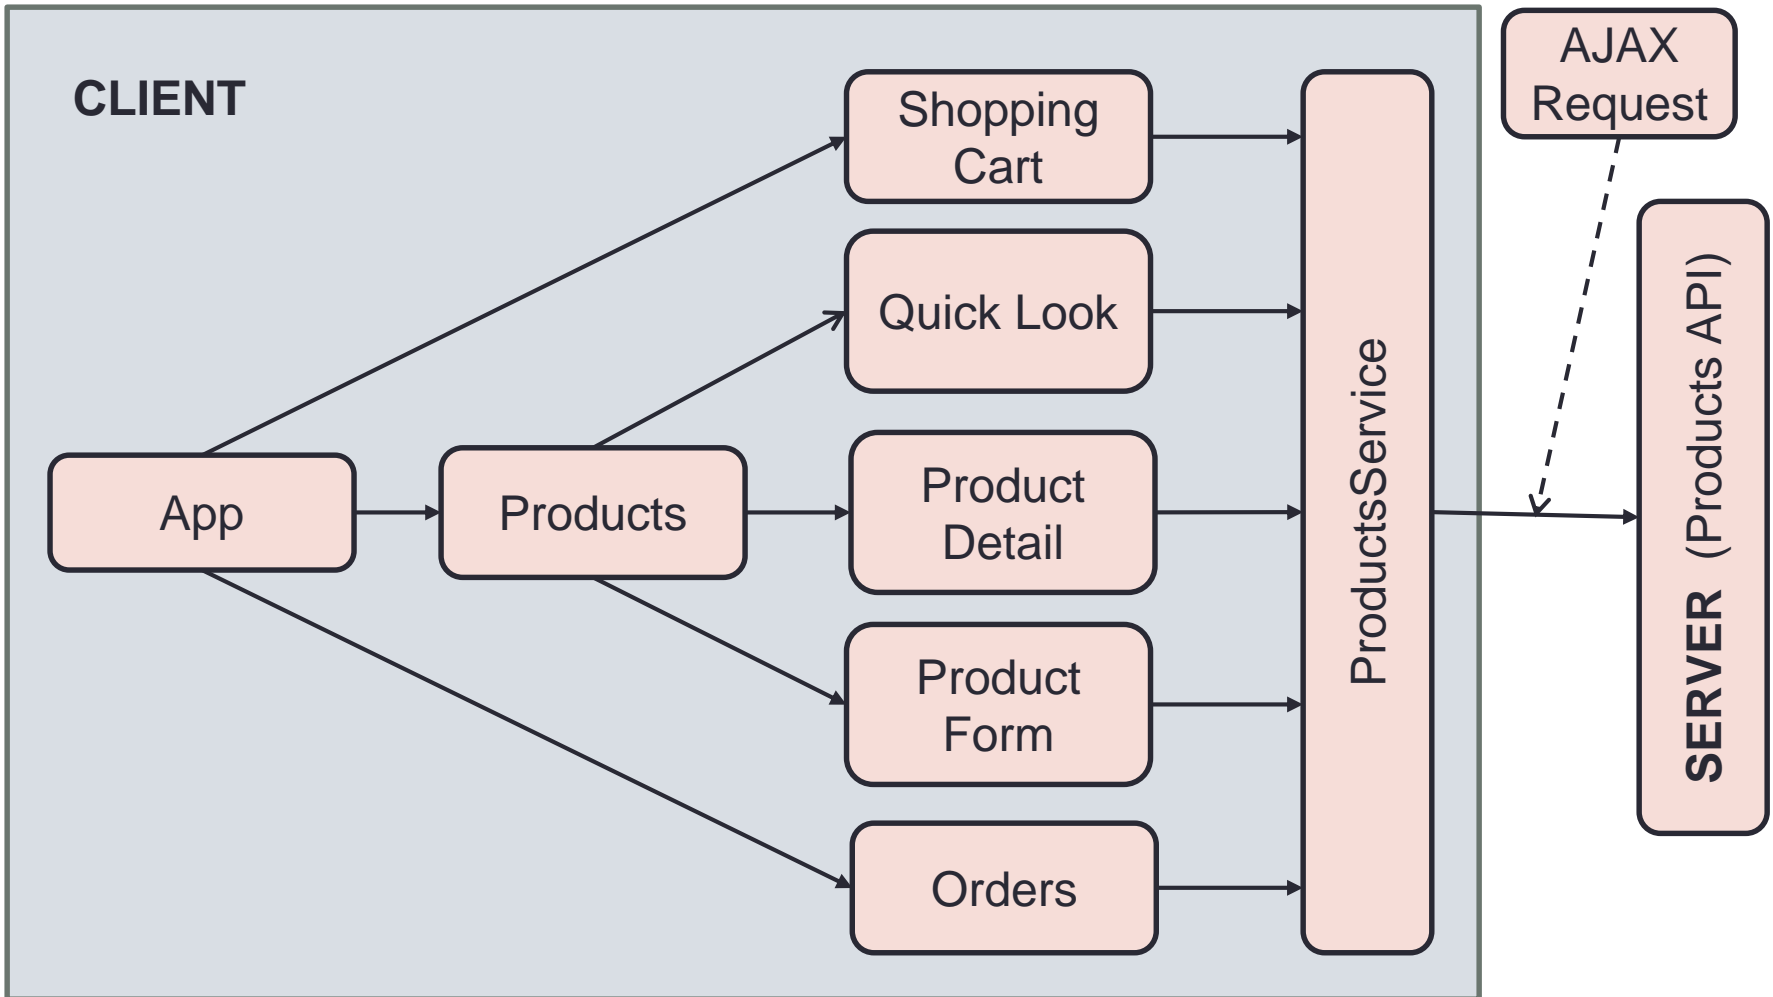 CLIENT
AJAX
Request
Shopping
Cart
Quick Look
App
Products
Product
Detail
Product
Form
Orders
ProductsService
SERVER (Products API)